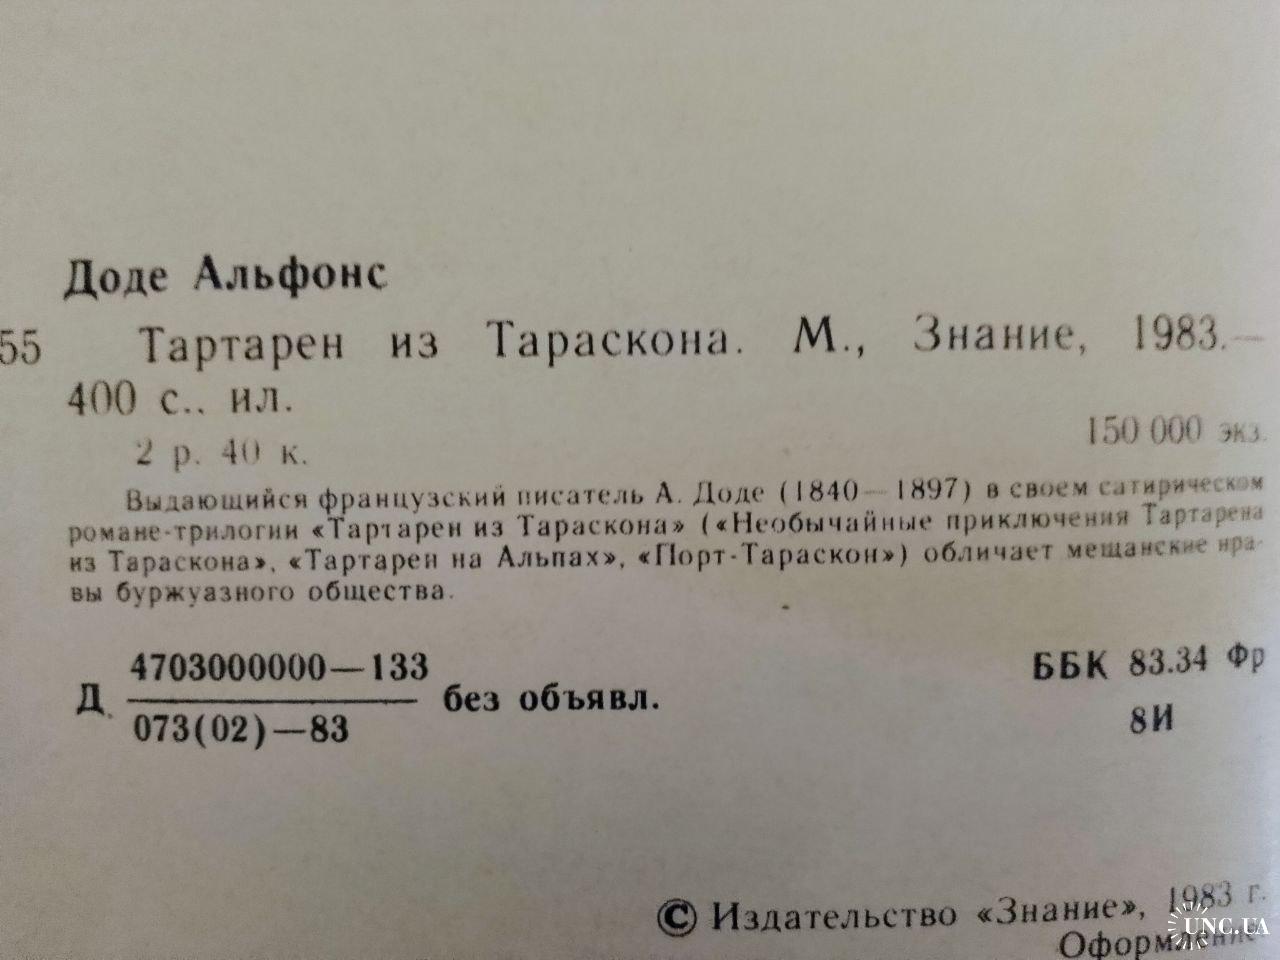 Доде Альфонс
55 Тартарен из Тараскона. М., Знание, 1983.—
400 с.. ил.
150 000 экз.
2 р. 40 к.
Выдающийся французский писатель А. Доде (1840—1897) в своем сатирическом
романе-трилогии «Тартарен из Тараскона» («Необычайные приключения Тартарена
из Тараскона», «Тартарен на Альпах», «Порт-Тараскон») обличает мещанские нра-
вы буржуазного общества.
4703000000—133
Д. без объявл.
073(02)—83
ББК 83.34 Фр
8И
© Издательство «Знание», 1983 г.
Оформление
UNC.UA